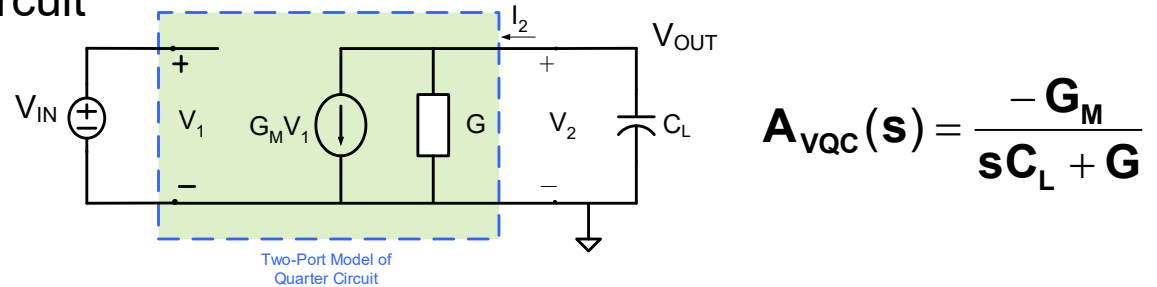 rcuit
I2
VOUT
+
+
VIN
V1
GMV1
G
V2
CL
−
−
Two-Port Model of
Quarter Circuit
AVQC(s) = −GM / sCL + G